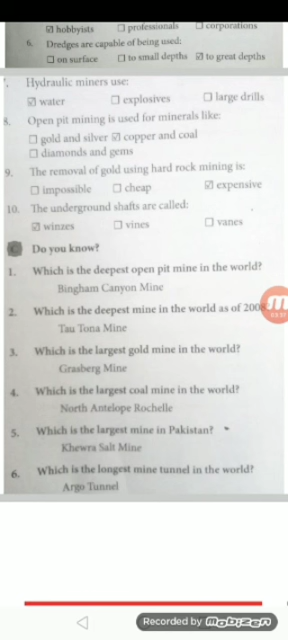 ☑ hobbyists ☐ professionals ☐ corporations
6. Dredges are capable of being used:
☐ on surface ☐ to small depths ☑ to great depths
7. Hydraulic miners use:
☑ water ☐ explosives ☐ large drills
8. Open pit mining is used for minerals like:
☐ gold and silver ☑ copper and coal
☐ diamonds and gems
9. The removal of gold using hard rock mining is:
☐ impossible ☐ cheap ☑ expensive
10. The underground shafts are called:
☑ winzes ☐ vines ☐ vanes
C Do you know?
1. Which is the deepest open pit mine in the world?
Bingham Canyon Mine
2. Which is the deepest mine in the world as of 2008
Tau Tona Mine
3. Which is the largest gold mine in the world?
Grasberg Mine
4. Which is the largest coal mine in the world?
North Antelope Rochelle
5. Which is the largest mine in Pakistan?
Khewra Salt Mine
6. Which is the longest mine tunnel in the world?
Argo Tunnel
Recorded by Mobizen